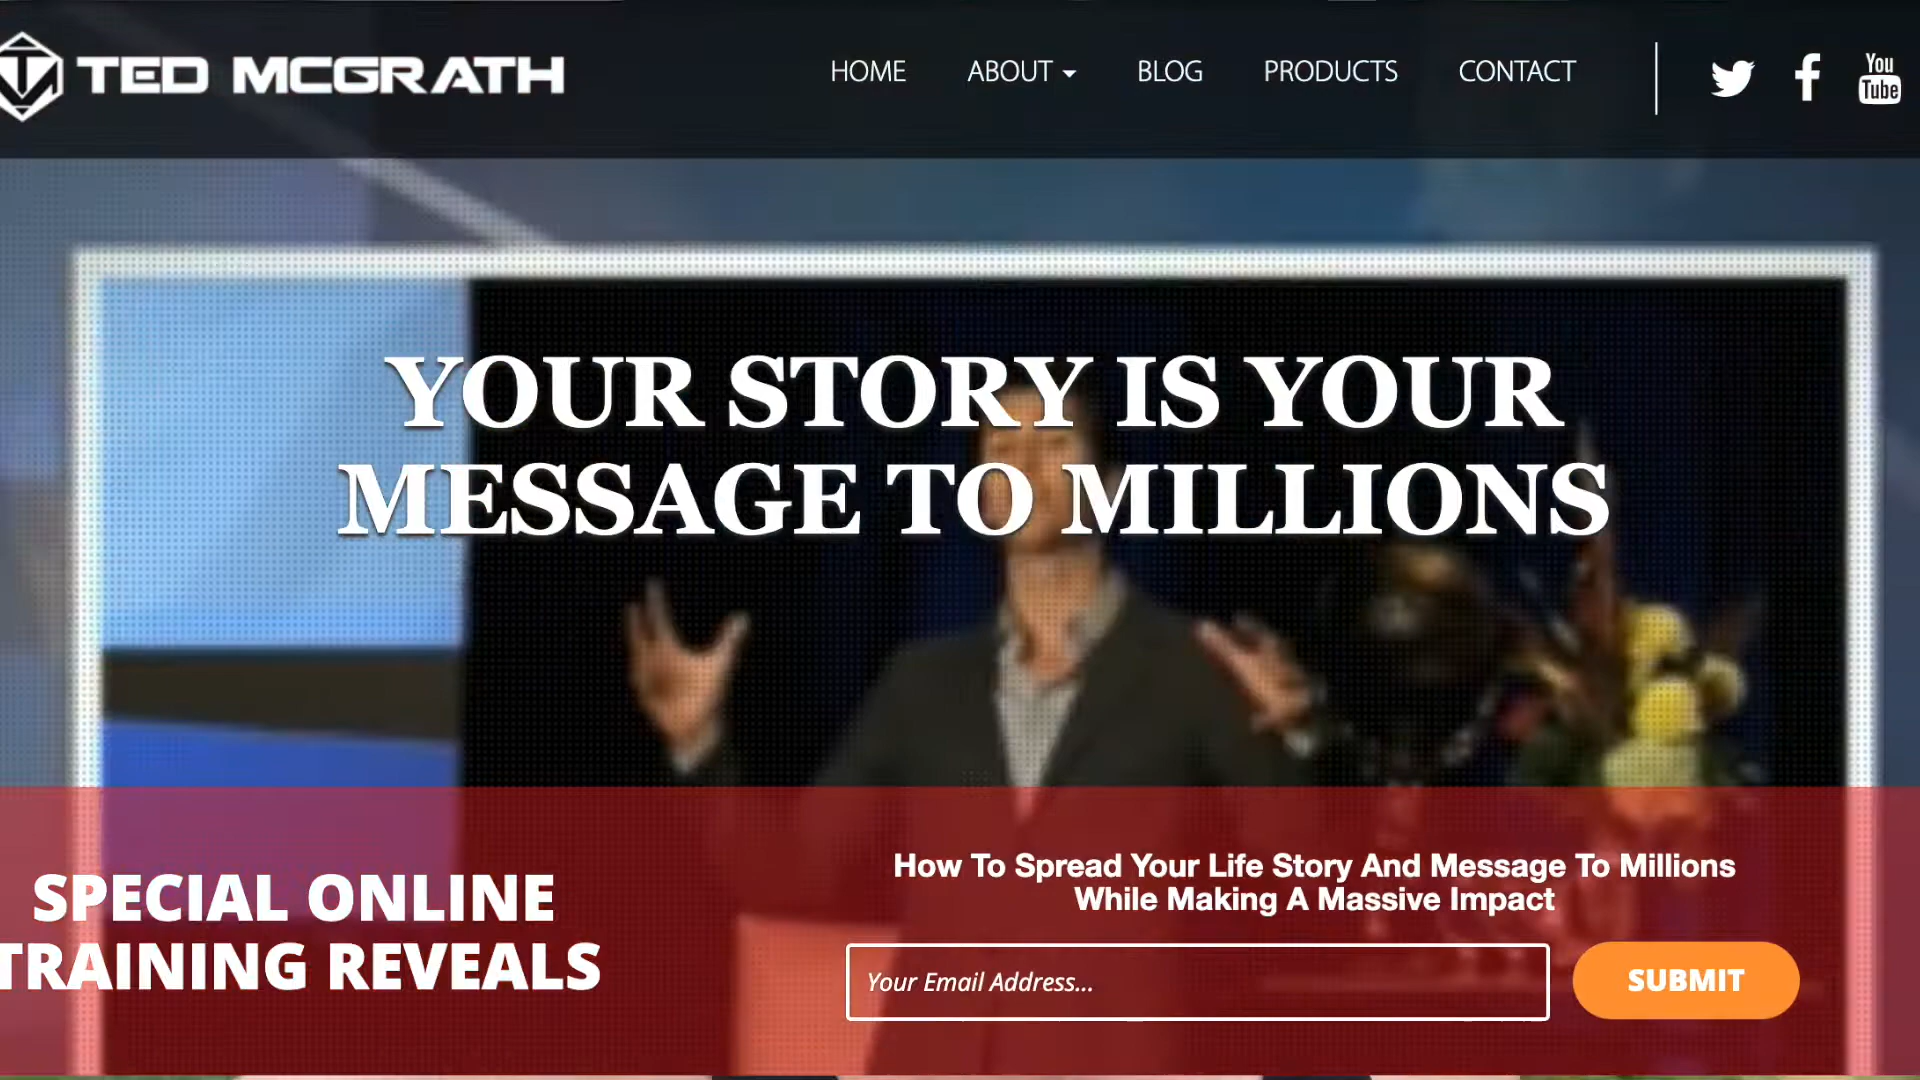 TED MCGRATH
HOME ABOUT BLOG PRODUCTS CONTACT
You
Tube
YOUR STORY IS YOUR
MESSAGE TO MILLIONS
SPECIAL ONLINE
TRAINING REVEALS
How To Spread Your Life Story And Message To Millions
While Making A Massive Impact
Your Email Address...
SUBMIT